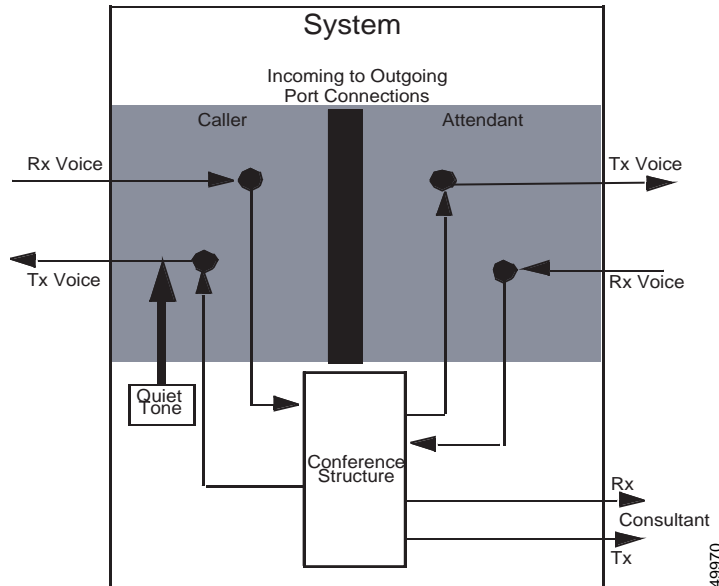 System
Incoming to Outgoing
Port Connections
Caller
Attendant
Rx Voice
Tx Voice
Tx Voice
Rx Voice
Quiet
Tone
Conference
Structure
Rx
Consultant
Tx
49970